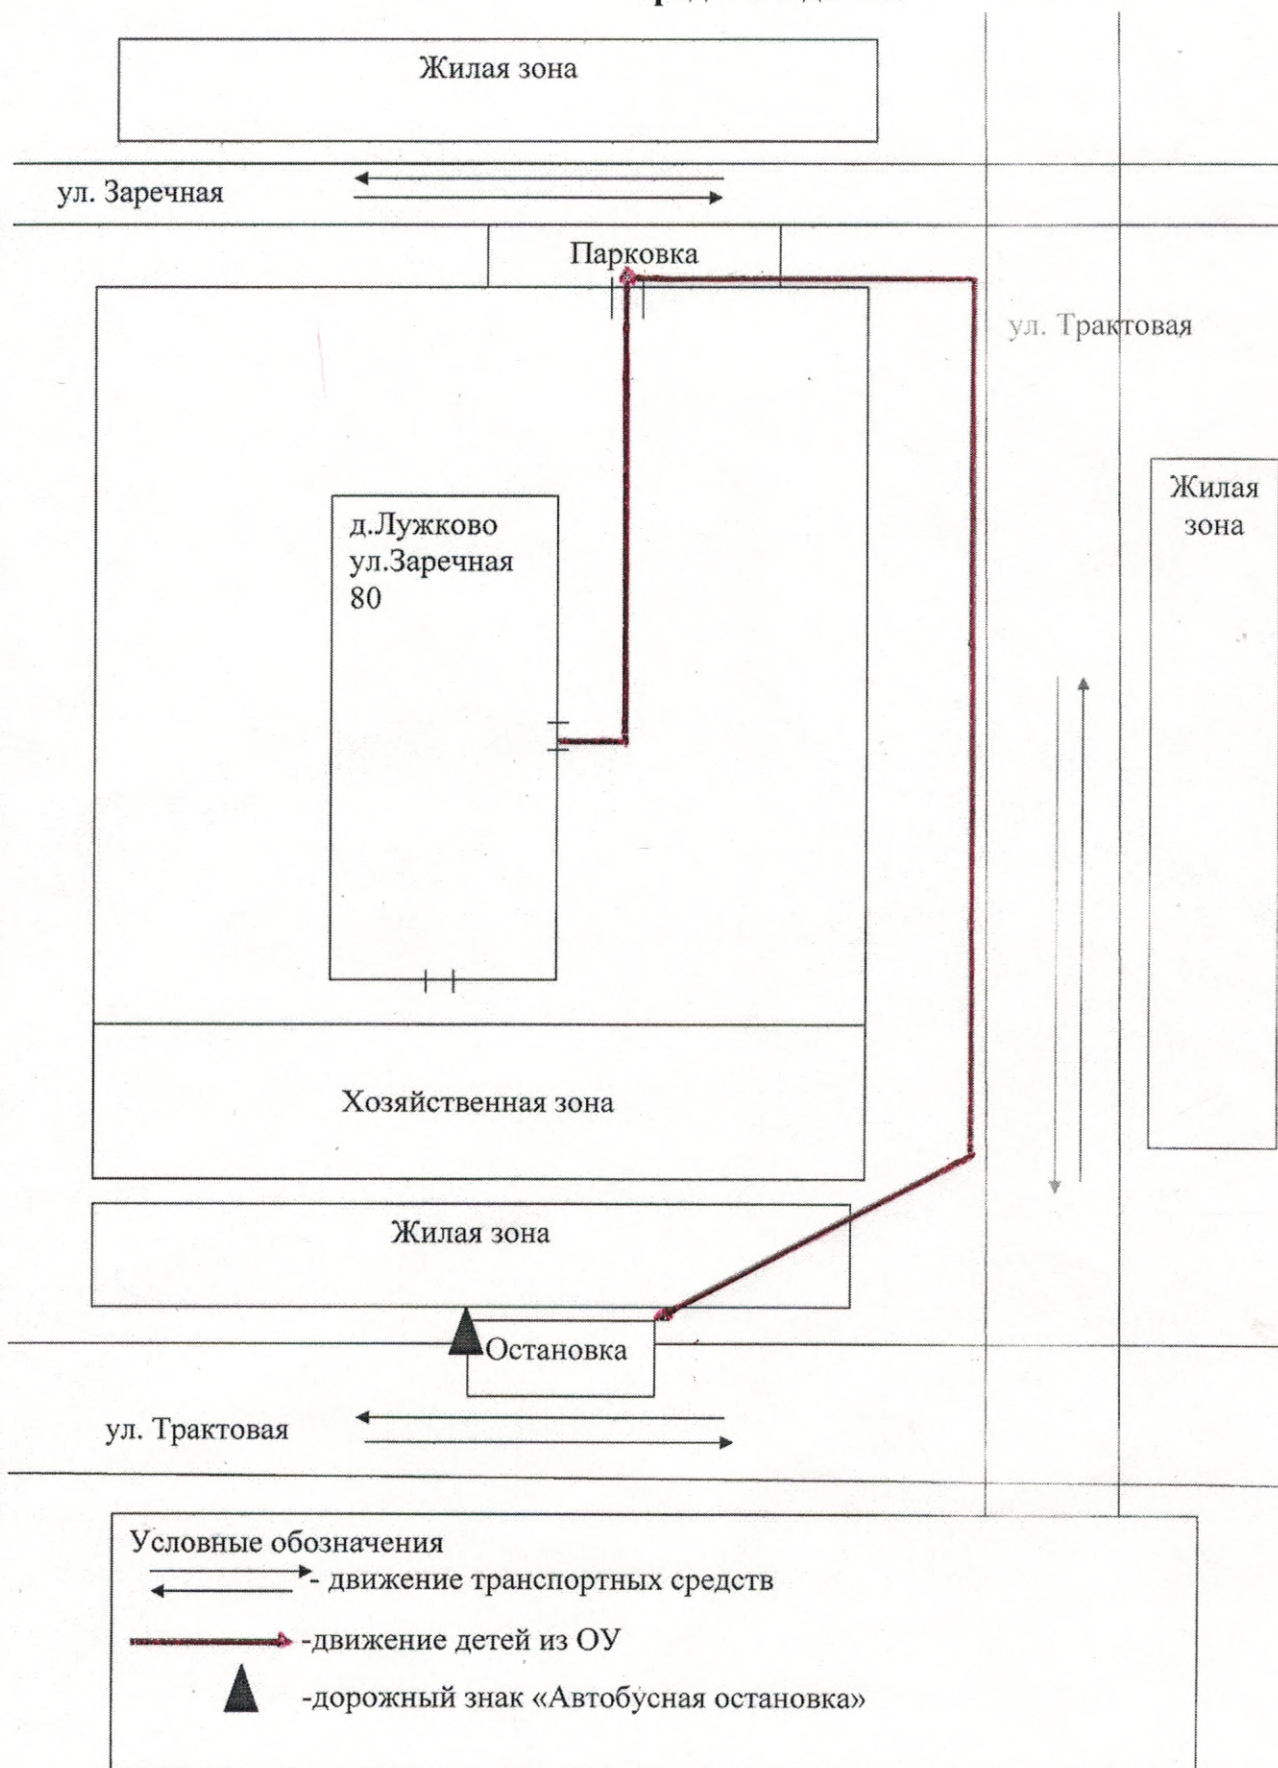 Жилая зона
ул. Заречная
Парковка
ул. Трактовая
Жилая
зона
д.Лужково
ул.Заречная
80
Хозяйственная зона
Жилая зона
Остановка
ул. Трактовая
Условные обозначения
- движение транспортных средств
-движение детей из ОУ
-дорожный знак «Автобусная остановка»